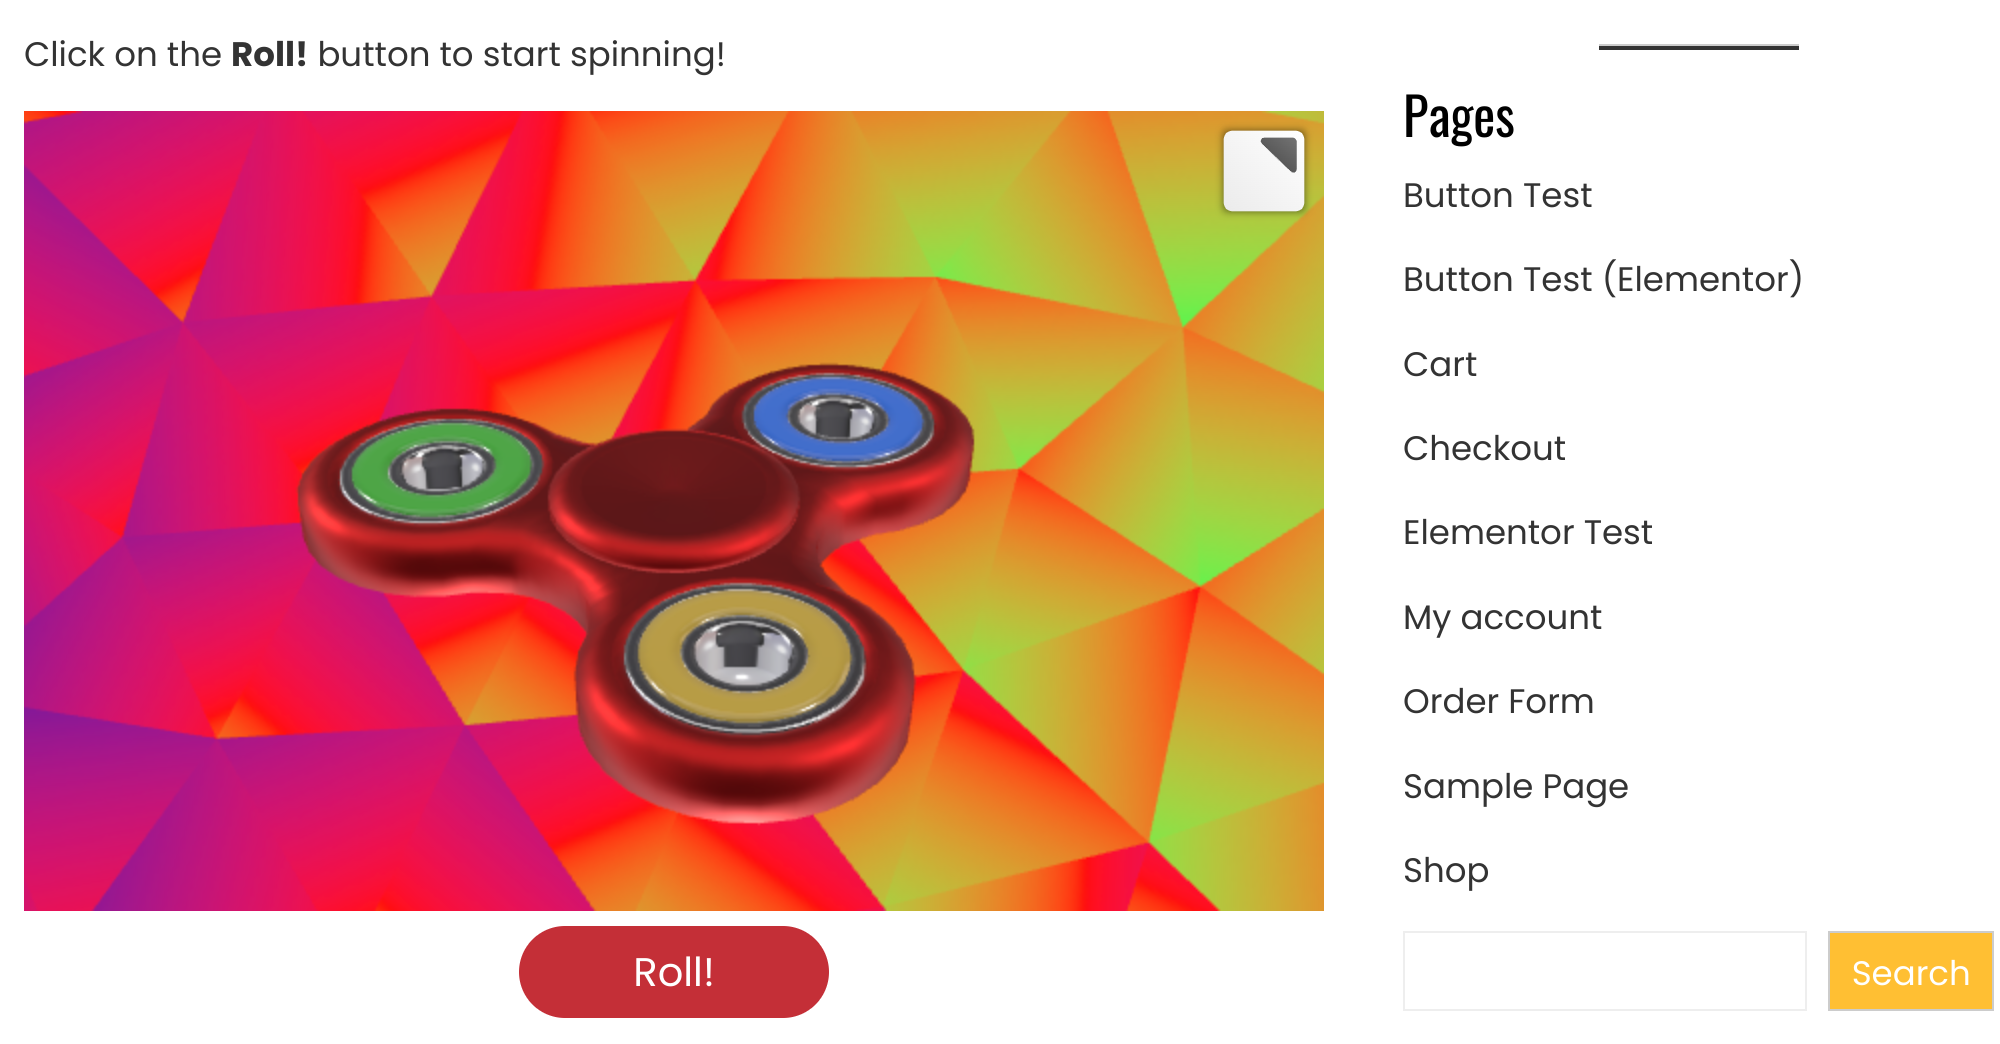 Click on the Roll! button to start spinning!
Roll!
Pages
Button Test
Button Test (Elementor)
Cart
Checkout
Elementor Test
My account
Order Form
Sample Page
Shop
Search